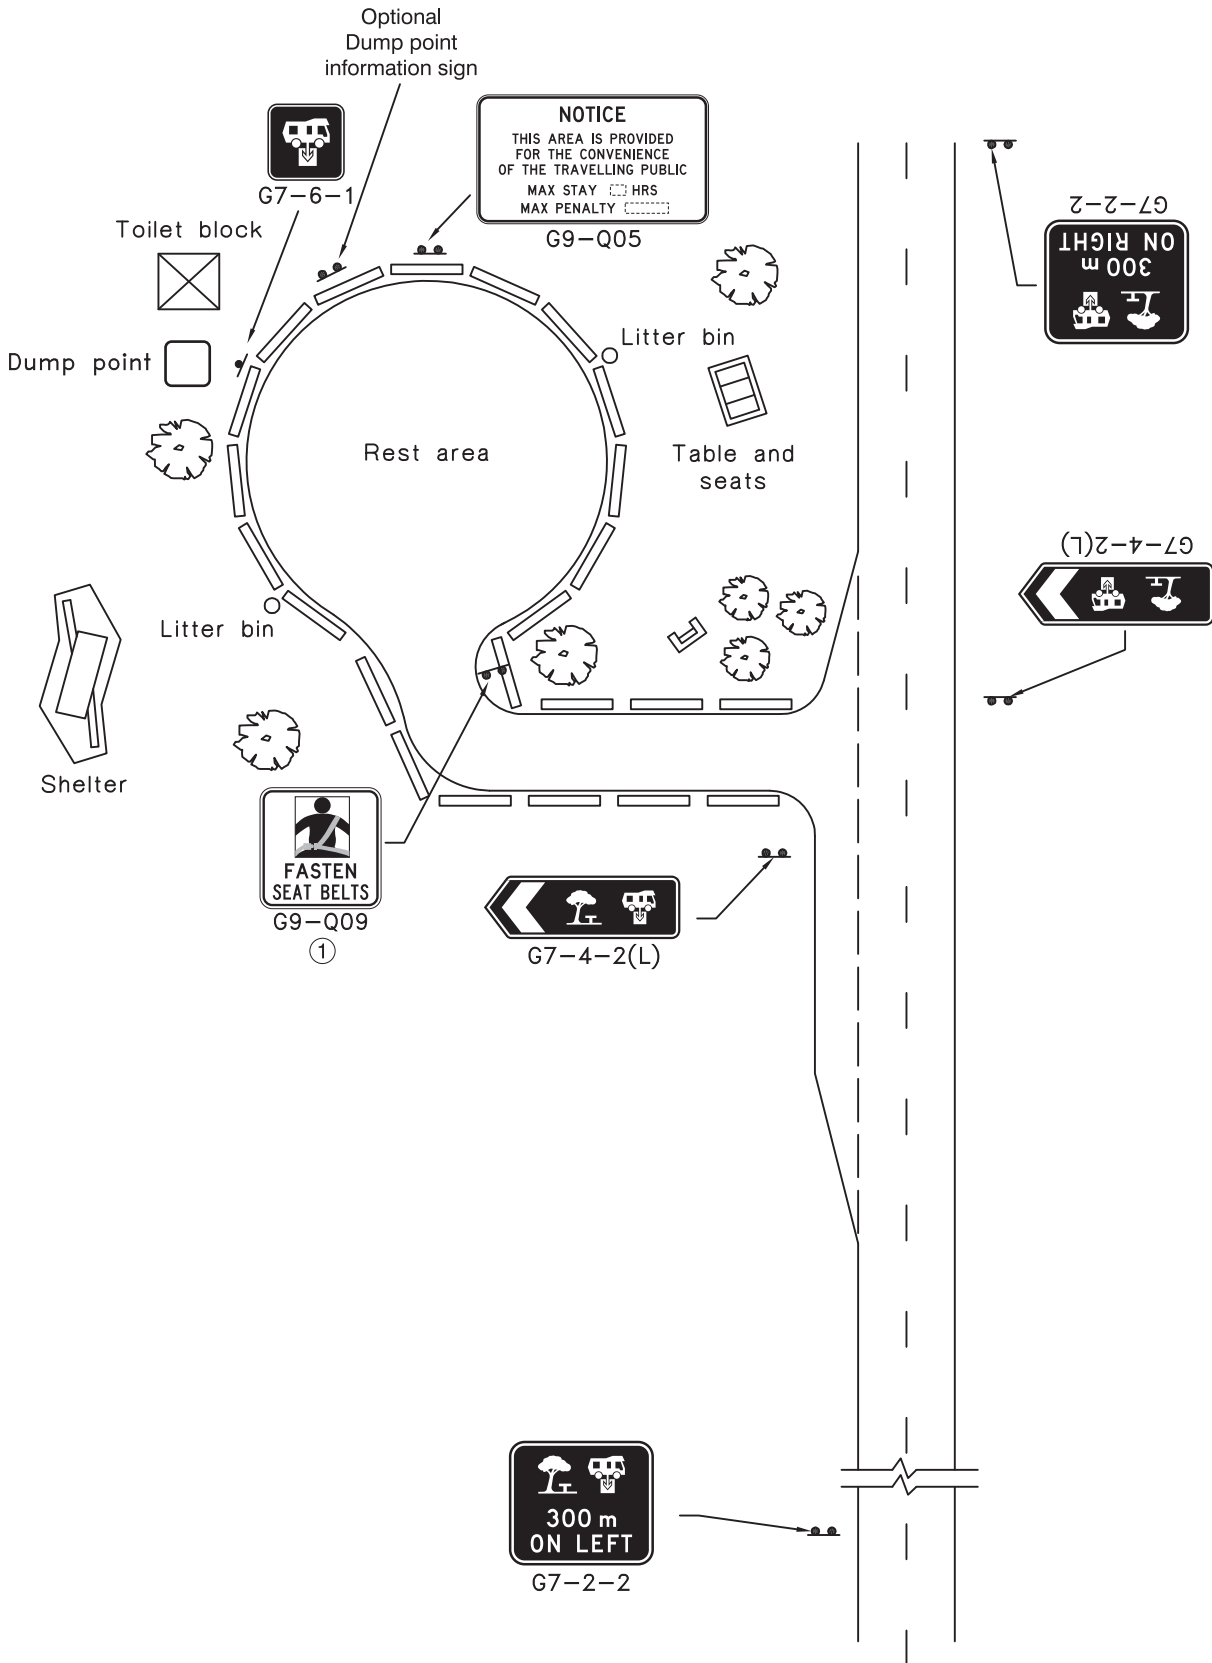 Optional
Dump point
information sign
G7-6-1
NOTICE
THIS AREA IS PROVIDED
FOR THE CONVENIENCE
OF THE TRAVELLING PUBLIC
MAX STAY HRS
MAX PENALTY
G9-Q05
Toilet block
Dump point
Litter bin
Rest area
Table and
seats
Litter bin
Shelter
FASTEN
SEAT BELTS
G9-Q09
1
G7-4-2(L)
G7-2-2
300 m
ON RIGHT
G7-4-2(L)
300 m
ON LEFT
G7-2-2